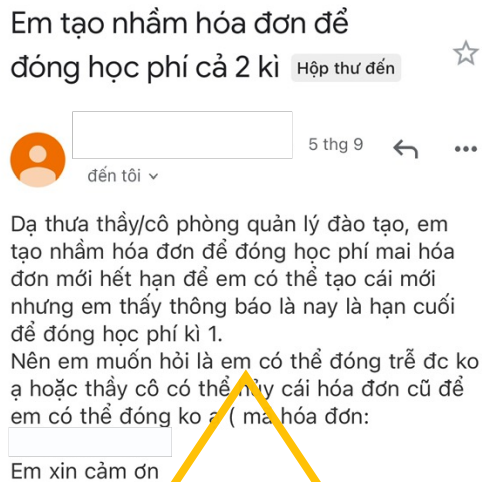 Em tạo nhầm hóa đơn để
đóng học phí cả 2 kì Hộp thư đến
5 thg 9
đến tôi
Dạ thưa thầy/cô phòng quản lý đào tạo, em
tạo nhầm hóa đơn để đóng học phí mai hóa
đơn mới hết hạn để em có thể tạo cái mới
nhưng em thấy thông báo là nay là hạn cuối
để đóng học phí kì 1.
Nên em muốn hỏi là em có thể đóng trễ đc ko
ạ hoặc thầy cô có thể hủy cái hóa đơn cũ để
em có thể đóng ko ạ ( mã hóa đơn:
Em xin cảm ơn